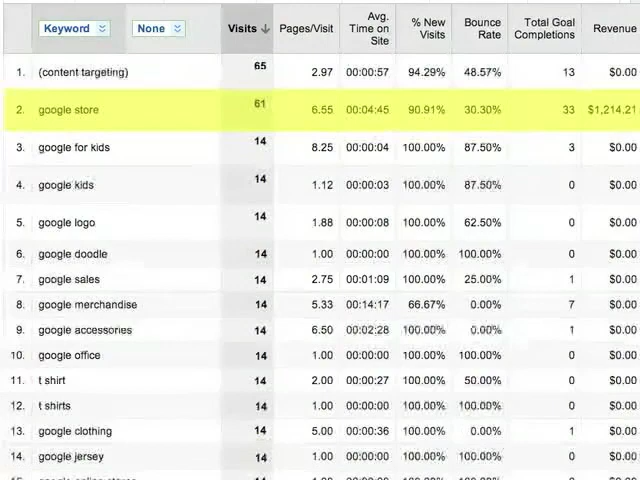 Keyword None Visits Pages/Visit Avg. Time on Site % New Visits Bounce Rate Total Goal Completions Revenue
1. (content targeting) 65 2.97 00:00:57 94.29% 48.57% 13 $0.00
2. google store 61 6.55 00:04:45 90.91% 30.30% 33 $1,214.21
3. google for kids 14 8.25 00:00:04 100.00% 87.50% 3 $0.00
4. google kids 14 1.12 00:00:03 100.00% 87.50% 0 $0.00
5. google logo 14 1.88 00:00:08 100.00% 62.50% 0 $0.00
6. google doodle 14 1.00 00:00:00 100.00% 100.00% 0 $0.00
7. google sales 14 2.75 00:01:09 100.00% 25.00% 1 $0.00
8. google merchandise 14 5.33 00:14:17 66.67% 0.00% 7 $0.00
9. google accessories 14 6.50 00:02:28 100.00% 0.00% 1 $0.00
10. google office 14 1.00 00:00:00 100.00% 100.00% 0 $0.00
11. t shirt 14 2.00 00:00:27 100.00% 50.00% 0 $0.00
12. t shirts 14 1.00 00:00:00 100.00% 100.00% 0 $0.00
13. google clothing 14 5.00 00:00:36 100.00% 0.00% 1 $0.00
14. google jersey 14 1.00 00:00:00 100.00% 100.00% 0 $0.00